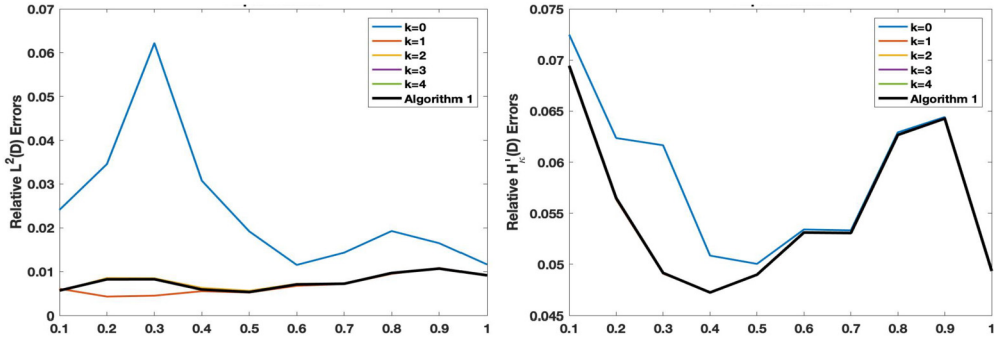 0.07
0.06
0.05
0.04
0.03
0.02
0.01
0
Relative L²(D) Errors
0.1 0.2 0.3 0.4 0.5 0.6 0.7 0.8 0.9 1
k=0
k=1
k=2
k=3
k=4
Algorithm 1
0.075
0.07
0.065
0.06
0.055
0.05
0.045
Relative H¹κ(D) Errors
0.1 0.2 0.3 0.4 0.5 0.6 0.7 0.8 0.9 1
k=0
k=1
k=2
k=3
k=4
Algorithm 1